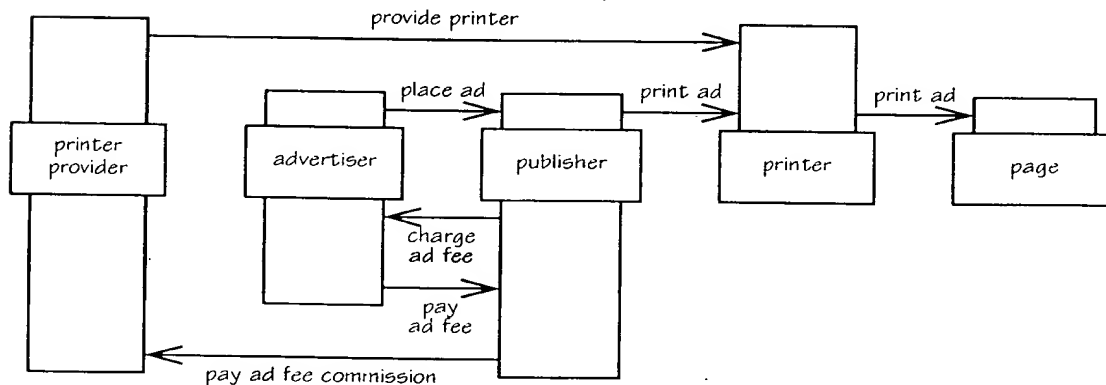 provide printer
place ad
print ad
print ad
printer
provider
advertiser
publisher
printer
page
charge
ad fee
pay
ad fee
pay ad fee commission